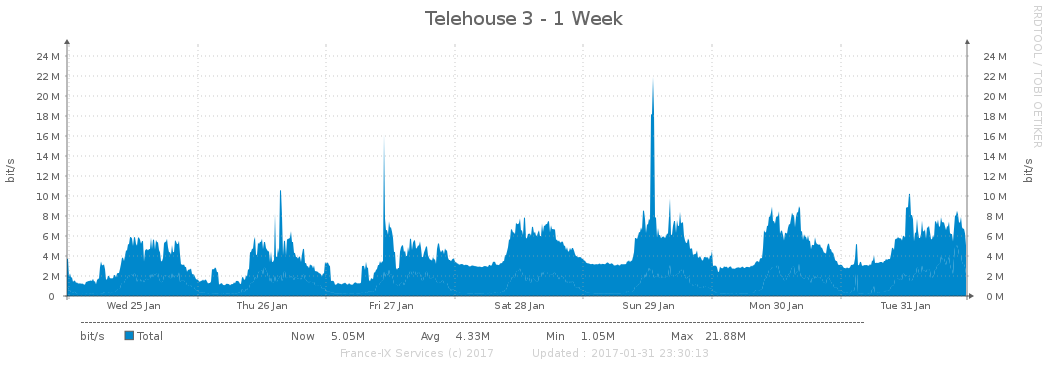 Telehouse 3 - 1 Week
RRDTOOL / TOBI OETIKER
bit/s
24 M
22 M
20 M
18 M
16 M
14 M
12 M
10 M
8 M
6 M
4 M
2 M
0
24 M
22 M
20 M
18 M
16 M
14 M
12 M
10 M
8 M
6 M
4 M
2 M
0 M
bit/s
Wed 25 Jan Thu 26 Jan Fri 27 Jan Sat 28 Jan Sun 29 Jan Mon 30 Jan Tue 31 Jan
bit/s Total Now 5.05M Avg 4.33M Min 1.05M Max 21.88M
France-IX Services (c) 2017 Updated : 2017-01-31 23:30:13